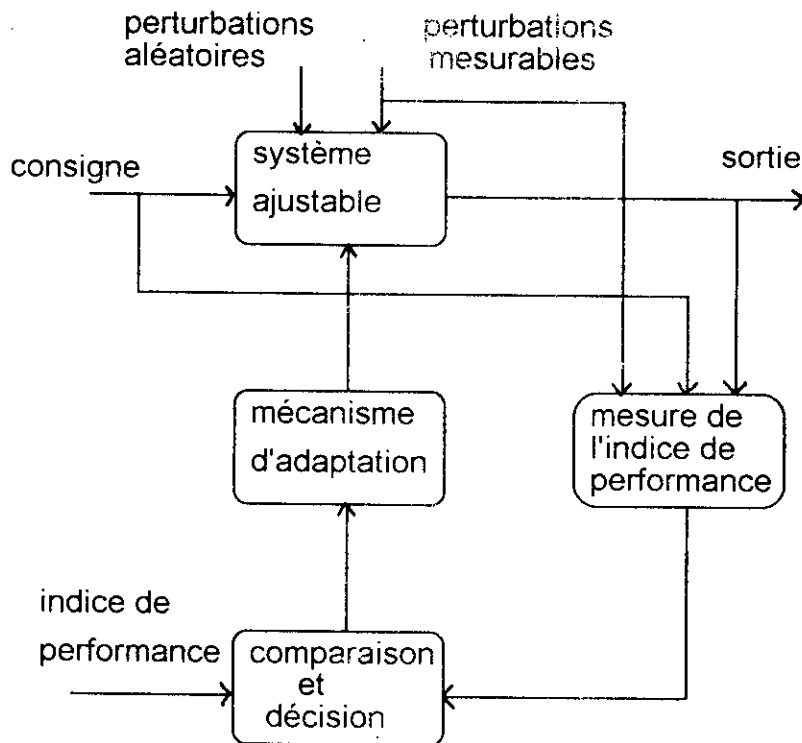 perturbations
aléatoires
perturbations
mesurables
consigne
système
ajustable
sortie
mécanisme
d'adaptation
mesure de
l'indice de
performance
indice de
performance
comparaison
et
décision